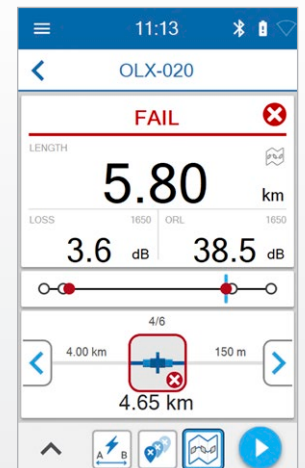 11:13
OLX-020
FAIL
LENGTH
5.80 km
LOSS 1650 ORL 1650
3.6 dB 38.5 dB
4/6
4.00 km 150 m
4.65 km
A B